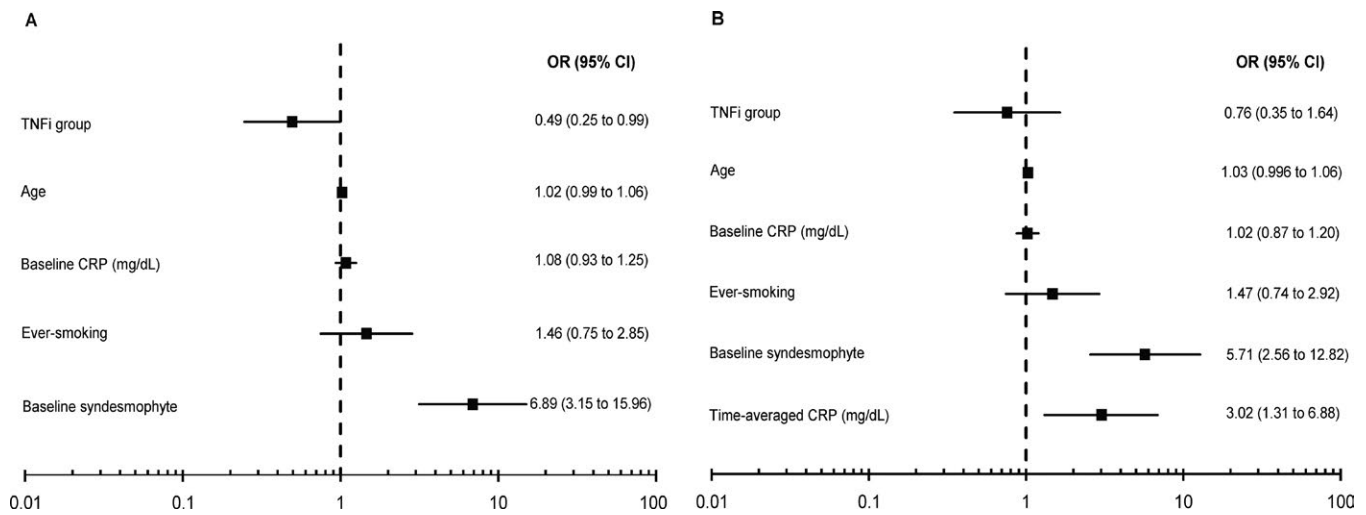 A
OR (95% CI)
TNFi group 0.49 (0.25 to 0.99)
Age 1.02 (0.99 to 1.06)
Baseline CRP (mg/dL) 1.08 (0.93 to 1.25)
Ever-smoking 1.46 (0.75 to 2.85)
Baseline syndesmophyte 6.89 (3.15 to 15.96)
0.01 0.1 1 10 100
B
OR (95% CI)
TNFi group 0.76 (0.35 to 1.64)
Age 1.03 (0.996 to 1.06)
Baseline CRP (mg/dL) 1.02 (0.87 to 1.20)
Ever-smoking 1.47 (0.74 to 2.92)
Baseline syndesmophyte 5.71 (2.56 to 12.82)
Time-averaged CRP (mg/dL) 3.02 (1.31 to 6.88)
0.01 0.1 1 10 100